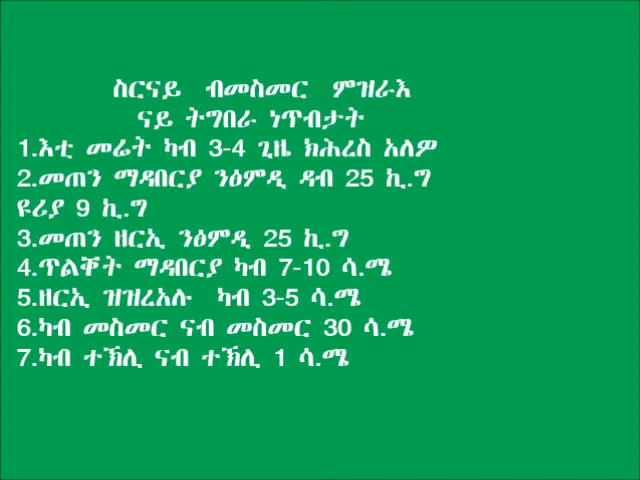 ስርናይ ብመስመር ምዝራእ
ናይ ትግበራ ነጥብታት
1.እቲ መሬት ካብ 3-4 ጊዜ ክሕረስ አለዎ
2.መጠን ማዳበርያ ንዕምዲ ዳብ 25 ኪ.ግ
ዩሪያ 9 ኪ.ግ
3.መጠን ዘርኢ ንዕምዲ 25 ኪ.ግ
4.ጥልቐት ማዳበርያ ካብ 7-10 ሳ.ሜ
5.ዘርኢ ዝዝረአሉ ካብ 3-5 ሳ.ሜ
6.ካብ መስመር ናብ መስመር 30 ሳ.ሜ
7.ካብ ተኽሊ ናብ ተኽሊ 1 ሳ.ሜ